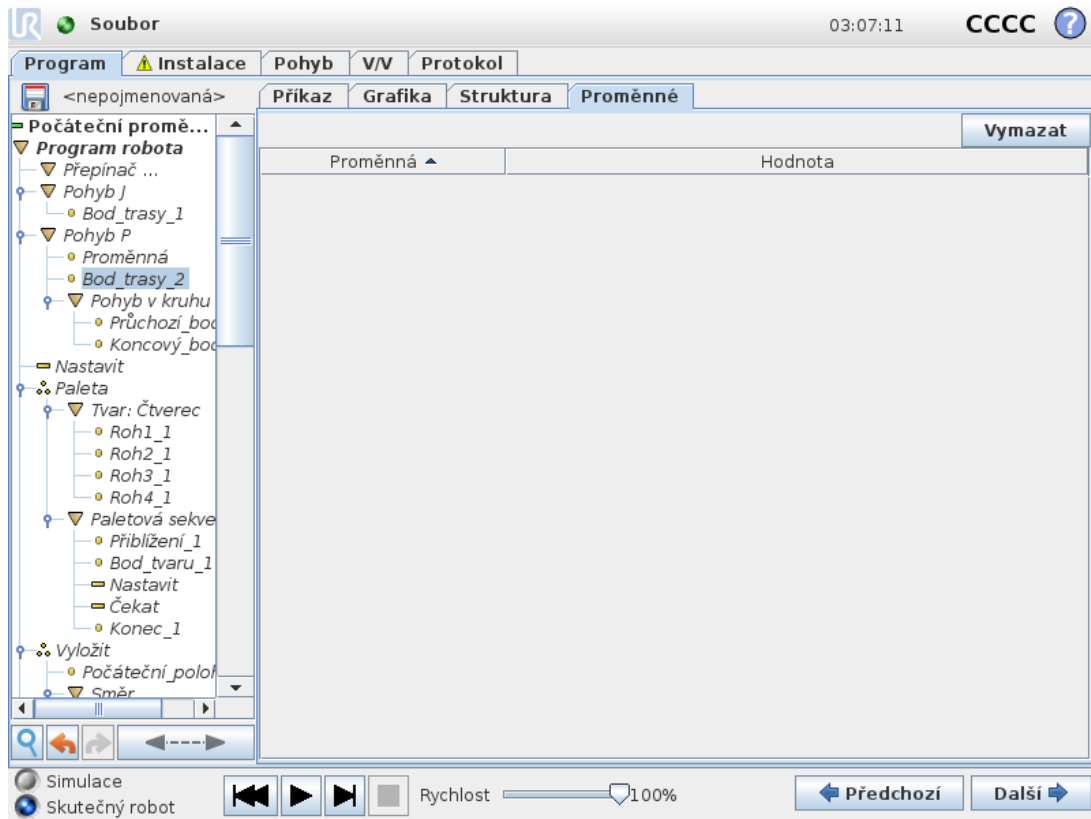 UR Soubor 03:07:11 CCCC ?
Program Instalace Pohyb V/V Protokol
<nepojmenovaná> Příkaz Grafika Struktura Proměnné
Vymazat
Proměnná Hodnota
Počáteční promě...
Program robota
Přepínač ...
Pohyb J
Bod_trasy_1
Pohyb P
Proměnná
Bod_trasy_2
Pohyb v kruhu
Průchozí_bod
Koncový_bod
Nastavit
Paleta
Tvar: Čtverec
Roh1_1
Roh2_1
Roh3_1
Roh4_1
Paletová sekve
Přiblížení_1
Bod_tvaru_1
Nastavit
Čekat
Konec_1
Vyložit
Počáteční_poloh
Směr
Simulace
Skutečný robot
Rychlost 100%
Předchozí Další